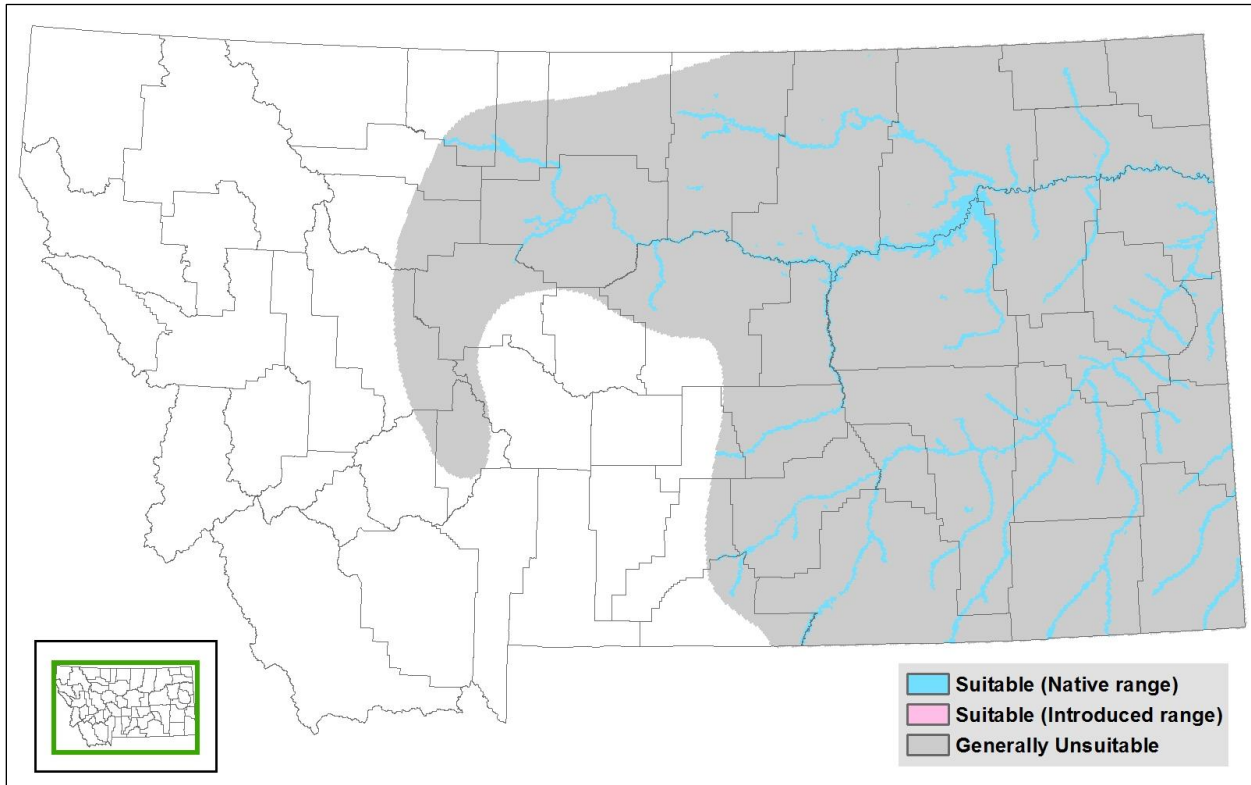 Suitable (Native range)
Suitable (Introduced range)
Generally Unsuitable